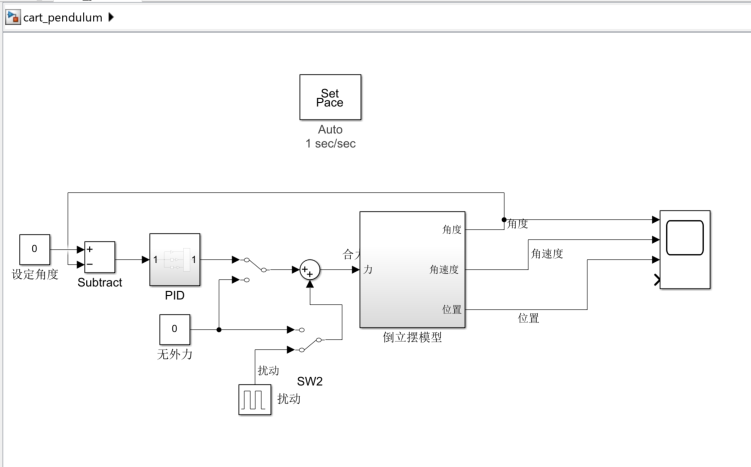 cart_pendulum
Set
Pace
Auto
1 sec/sec
角度
角度
0
+
−
设定角度
Subtract
1
1
PID
+
+
合力
力
角速度
角速度
位置
位置
倒立摆模型
0
无外力
扰动
SW2
扰动